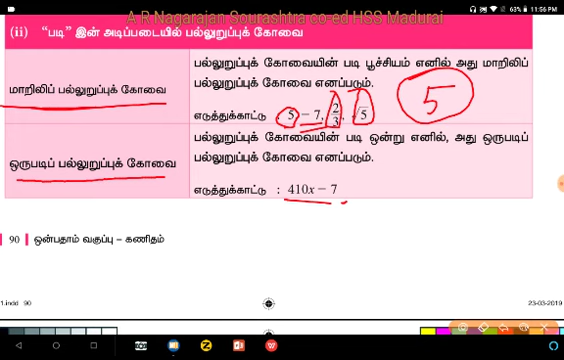 A R Nagarajan Sourashtra co-ed HSS Madurai
63% 11:56 PM
(ii) "படி" இன் அடிப்படையில் பல்லுறுப்புக் கோவை
மாறிலிப் பல்லுறுப்புக் கோவை
பல்லுறுப்புக் கோவையின் படி பூச்சியம் எனில் அது மாறிலிப்
பல்லுறுப்புக் கோவை எனப்படும்.
எடுத்துக்காட்டு : 5 – 7, 2/3, √5
5
ஒருபடிப் பல்லுறுப்புக் கோவை
பல்லுறுப்புக் கோவையின் படி ஒன்று எனில், அது ஒருபடிப்
பல்லுறுப்புக் கோவை எனப்படும்.
எடுத்துக்காட்டு : 410x – 7
90 ஒன்பதாம் வகுப்பு – கணிதம்
1.indd 90
23-03-2019